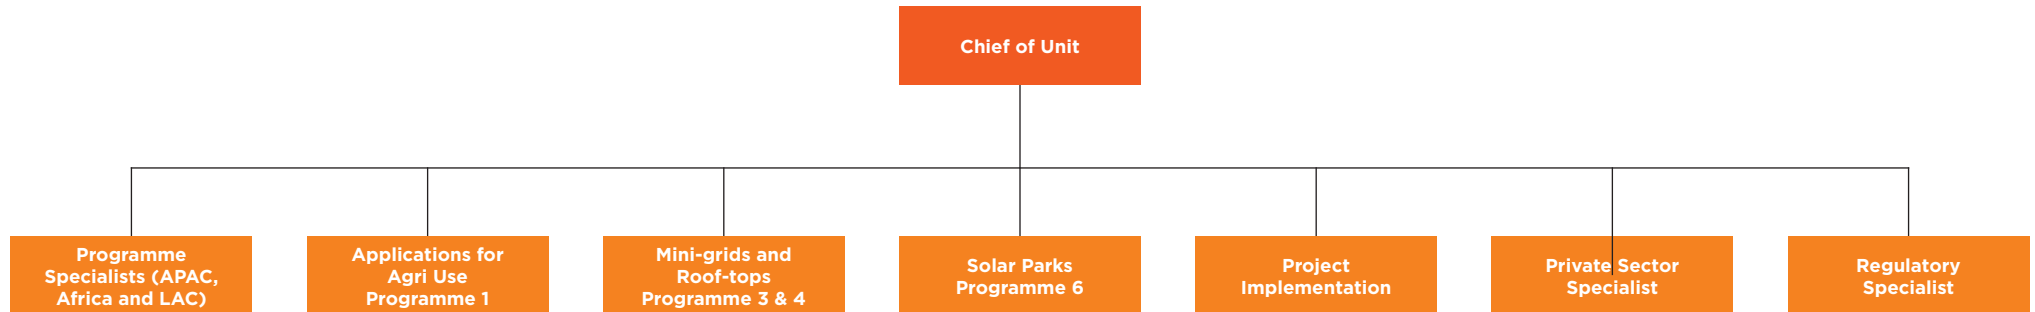 Chief of Unit
Programme
Specialists (APAC,
Africa and LAC)
Applications for
Agri Use
Programme 1
Mini-grids and
Roof-tops
Programme 3 & 4
Solar Parks
Programme 6
Project
Implementation
Private Sector
Specialist
Regulatory
Specialist